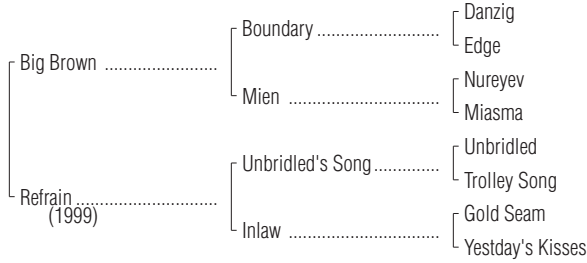 Danzig
Boundary
Edge
Big Brown
Nureyev
Mien
Miasma
Unbridled
Unbridled's Song
Trolley Song
Refrain
(1999)
Gold Seam
Inlaw
Yestday's Kisses